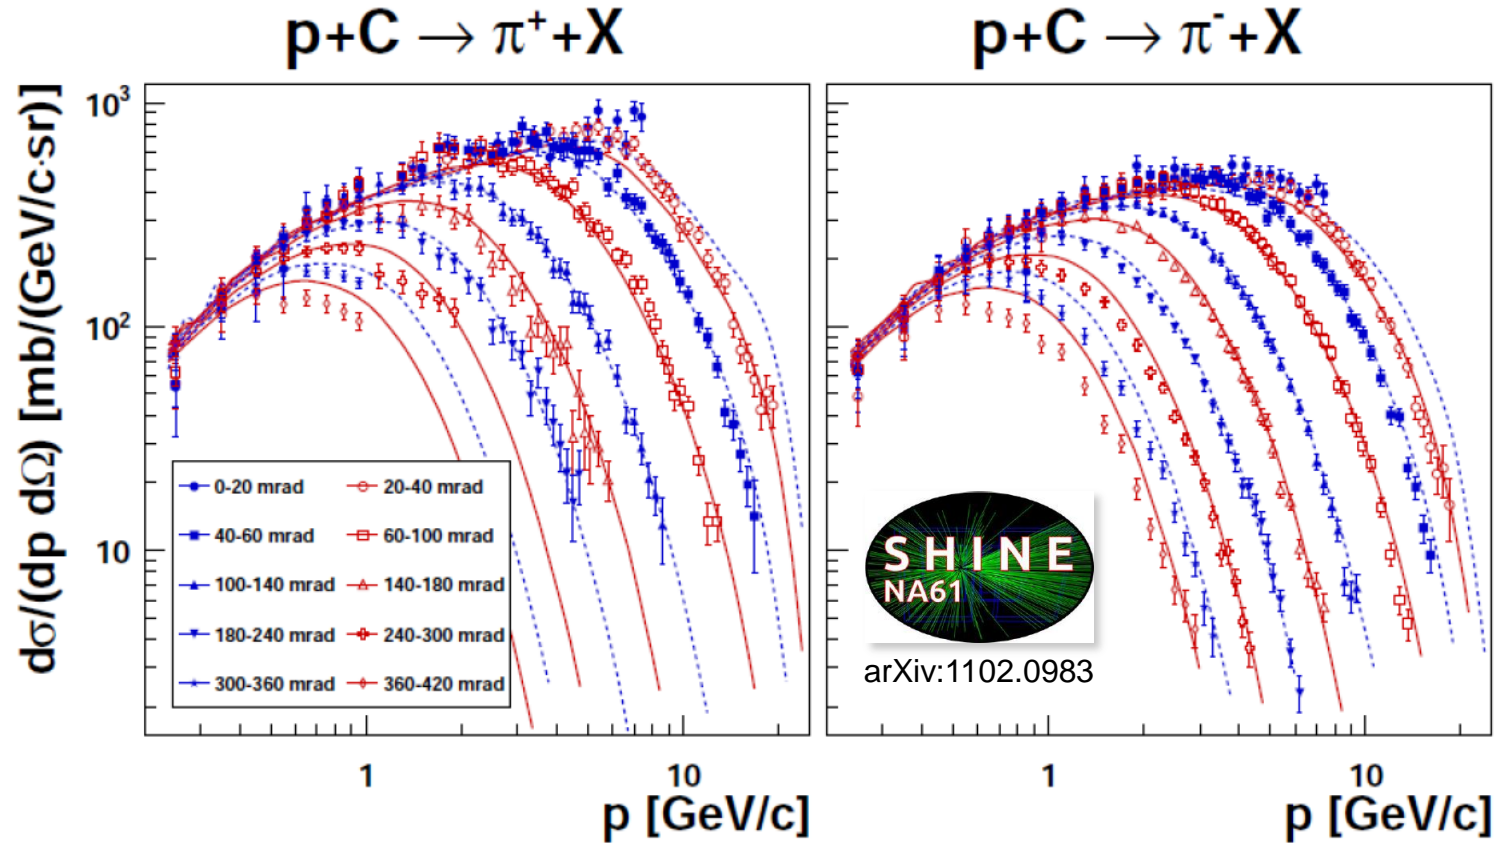 p+C → π⁺+X
p+C → π⁻+X
dσ/(dp dΩ) [mb/(GeV/c·sr)]
10³
10²
10
0-20 mrad
20-40 mrad
40-60 mrad
60-100 mrad
100-140 mrad
140-180 mrad
180-240 mrad
240-300 mrad
300-360 mrad
360-420 mrad
SHINE
NA61
arXiv:1102.0983
1
10
1
10
p [GeV/c]
p [GeV/c]